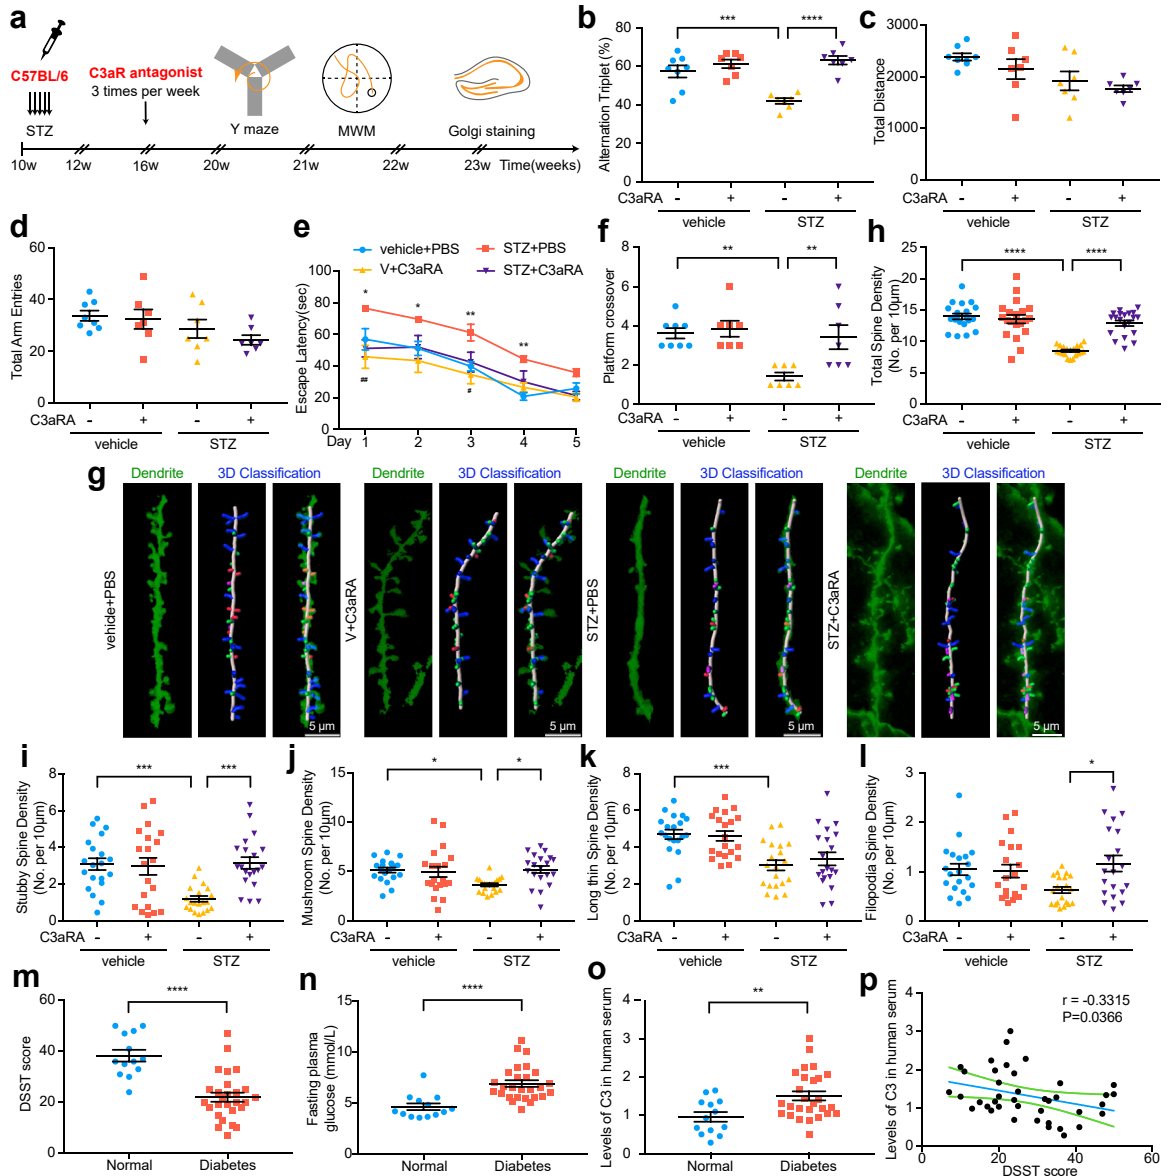 a
C57BL/6
C3aR antagonist
3 times per week
STZ
Y maze
MWM
Golgi staining
10w
12w
16w
20w
21w
22w
23w
Time(weeks)
b
Alternation Triplet (%)
80
60
40
20
0
***
****
C3aRA
-
+
-
+
vehicle
STZ
c
Total Distance
3000
2000
1000
0
C3aRA
-
+
-
+
vehicle
STZ
d
Total Arm Entries
60
40
20
0
C3aRA
-
+
-
+
vehicle
STZ
e
vehicle+PBS
STZ+PBS
V+C3aRA
STZ+C3aRA
Escape Latency(sec)
100
80
60
40
20
0
*
*
**
**
##
#
Day
1
2
3
4
5
f
Platform crossover
8
6
4
2
0
**
**
C3aRA
-
+
-
+
vehicle
STZ
h
Total Spine Density
(No. per 10µm)
25
20
15
10
5
0
****
****
C3aRA
-
+
-
+
vehicle
STZ
g
Dendrite
3D Classification
vehicle+PBS
5 µm
Dendrite
3D Classification
V+C3aRA
5 µm
Dendrite
3D Classification
STZ+PBS
5 µm
Dendrite
3D Classification
STZ+C3aRA
5 µm
i
Stubby Spine Density
(No. per 10µm)
8
6
4
2
0
***
***
C3aRA
-
+
-
+
vehicle
STZ
j
Mushroom Spine Density
(No. per 10µm)
15
10
5
0
*
*
C3aRA
-
+
-
+
vehicle
STZ
k
Long thin Spine Density
(No. per 10µm)
8
6
4
2
0
***
C3aRA
-
+
-
+
vehicle
STZ
l
Filopodia Spine Density
(No. per 10µm)
3
2
1
0
*
C3aRA
-
+
-
+
vehicle
STZ
m
DSST score
60
40
20
0
****
Normal
Diabetes
n
Fasting plasma
glucose (mmol/L)
15
10
5
0
****
Normal
Diabetes
o
Levels of C3 in human serum
4
3
2
1
0
**
Normal
Diabetes
p
Levels of C3 in human serum
4
3
2
1
0
r = -0.3315
P=0.0366
0
20
40
60
DSST score